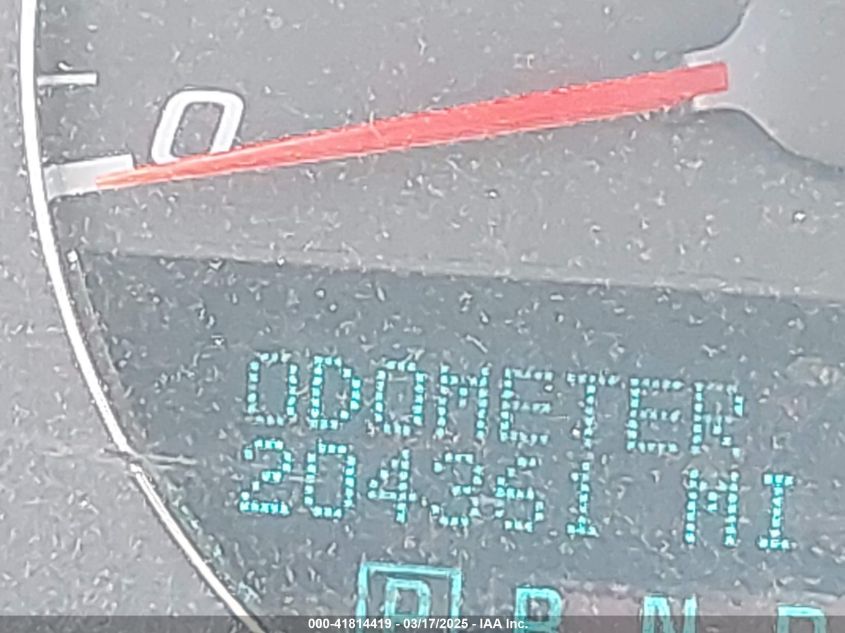 0
ODOMETER
204361 MI
P R N D
000-41814419 - 03/17/2025 - IAA Inc.